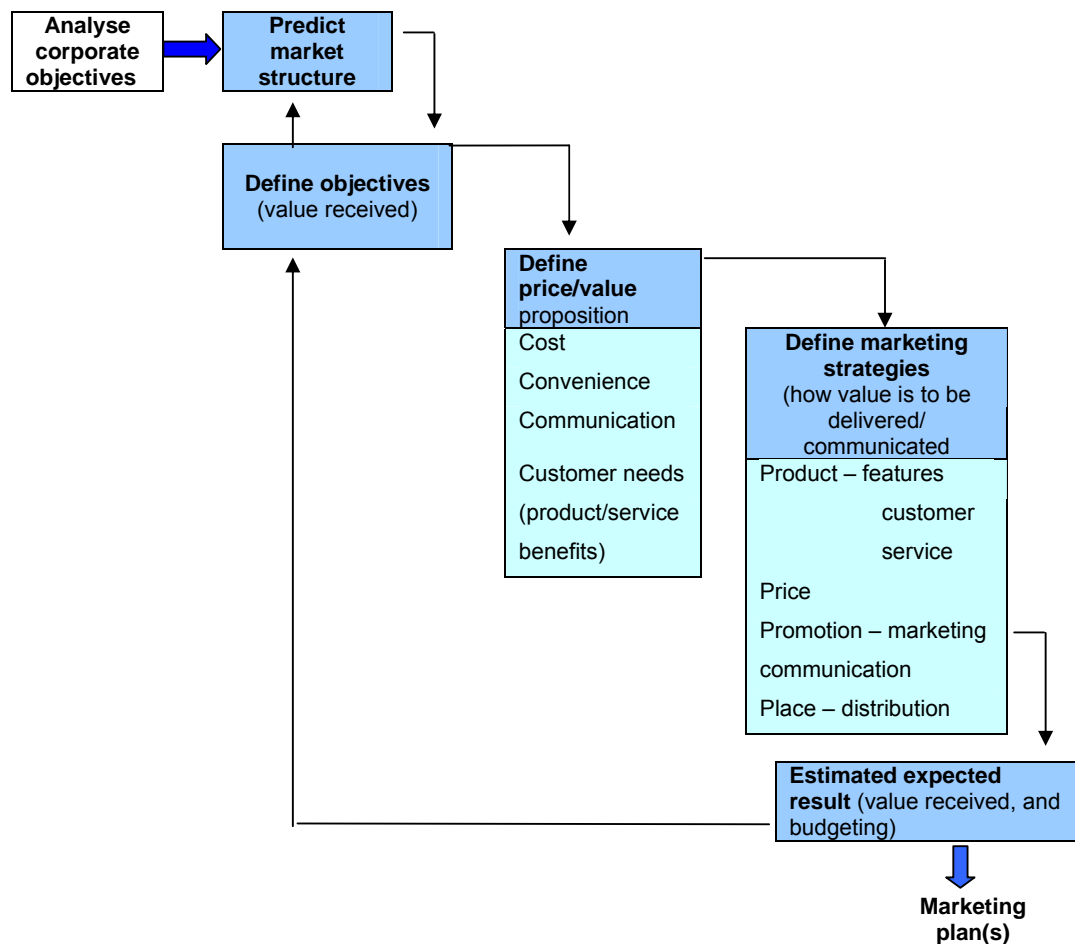 Analyse
corporate
objectives
Predict
market
structure
Define objectives
(value received)
Define
price/value
proposition
Cost
Convenience
Communication
Customer needs
(product/service
benefits)
Define marketing
strategies
(how value is to be
delivered/
communicated
Product – features
customer
service
Price
Promotion – marketing
communication
Place – distribution
Estimated expected
result (value received, and
budgeting)
Marketing
plan(s)